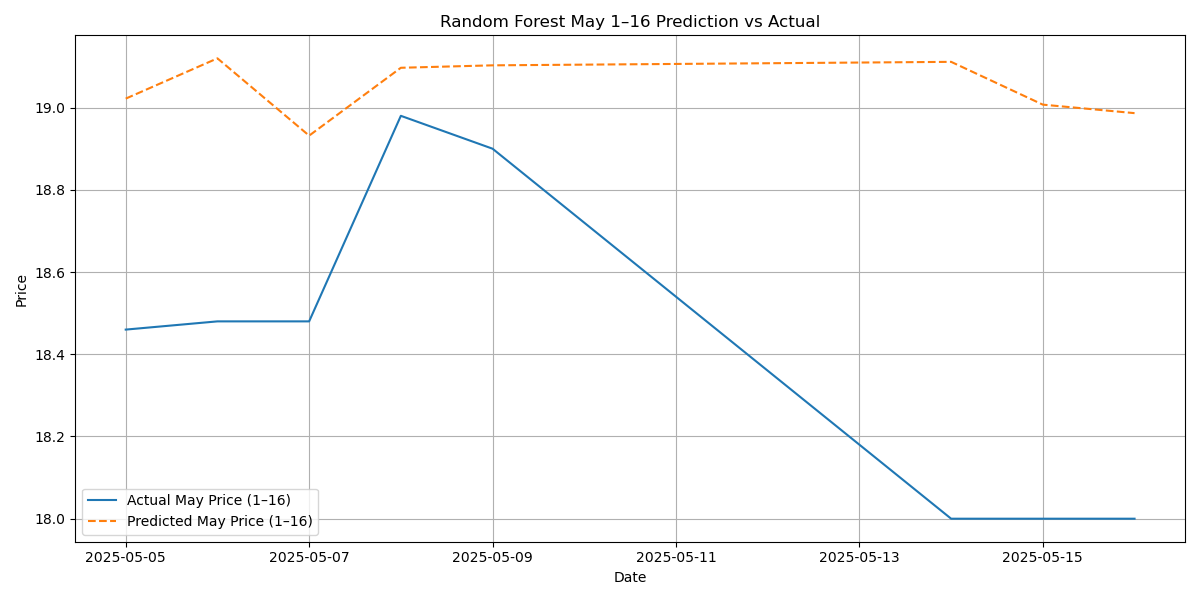 Random Forest May 1–16 Prediction vs Actual
Price
19.0
18.8
18.6
18.4
18.2
18.0
Actual May Price (1–16)
Predicted May Price (1–16)
2025-05-05
2025-05-07
2025-05-09
2025-05-11
2025-05-13
2025-05-15
Date